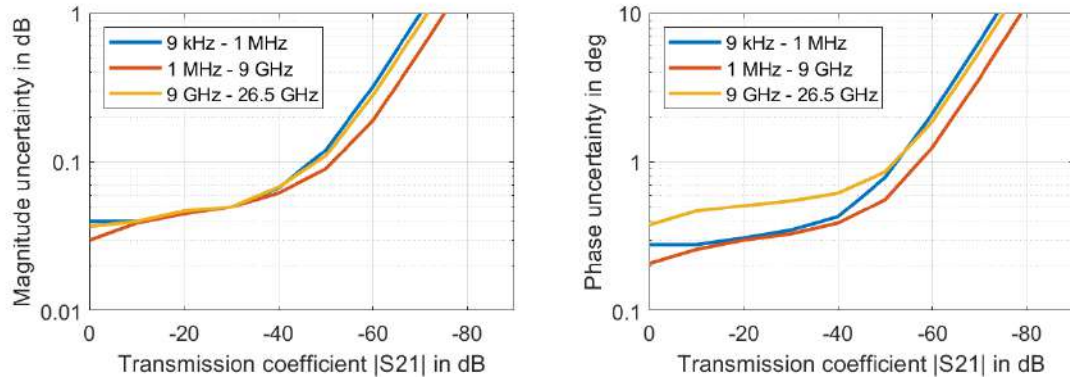 Magnitude uncertainty in dB
1
0.1
0.01
9 kHz - 1 MHz
1 MHz - 9 GHz
9 GHz - 26.5 GHz
0 -20 -40 -60 -80
Transmission coefficient |S21| in dB
Phase uncertainty in deg
10
1
0.1
9 kHz - 1 MHz
1 MHz - 9 GHz
9 GHz - 26.5 GHz
0 -20 -40 -60 -80
Transmission coefficient |S21| in dB